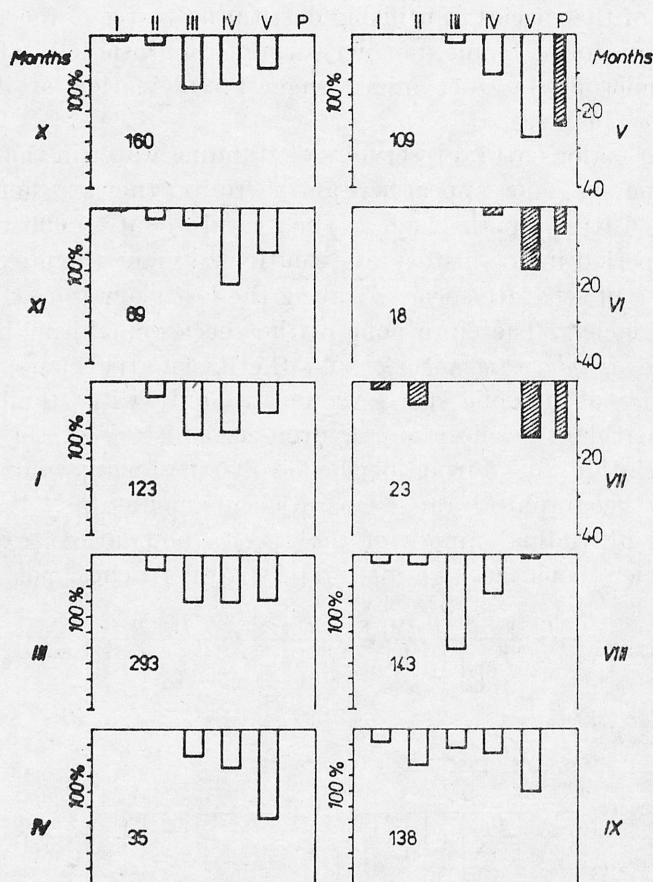 I II III IV V P I II III IV V P
Months 100% 100% Months
20
X 160 109 V
40
100%
20
XI 89 18 VI
40
100%
20
I 123 23 VII
40
100% 100%
III 293 143 VIII
100% 100%
IV 35 138 IX